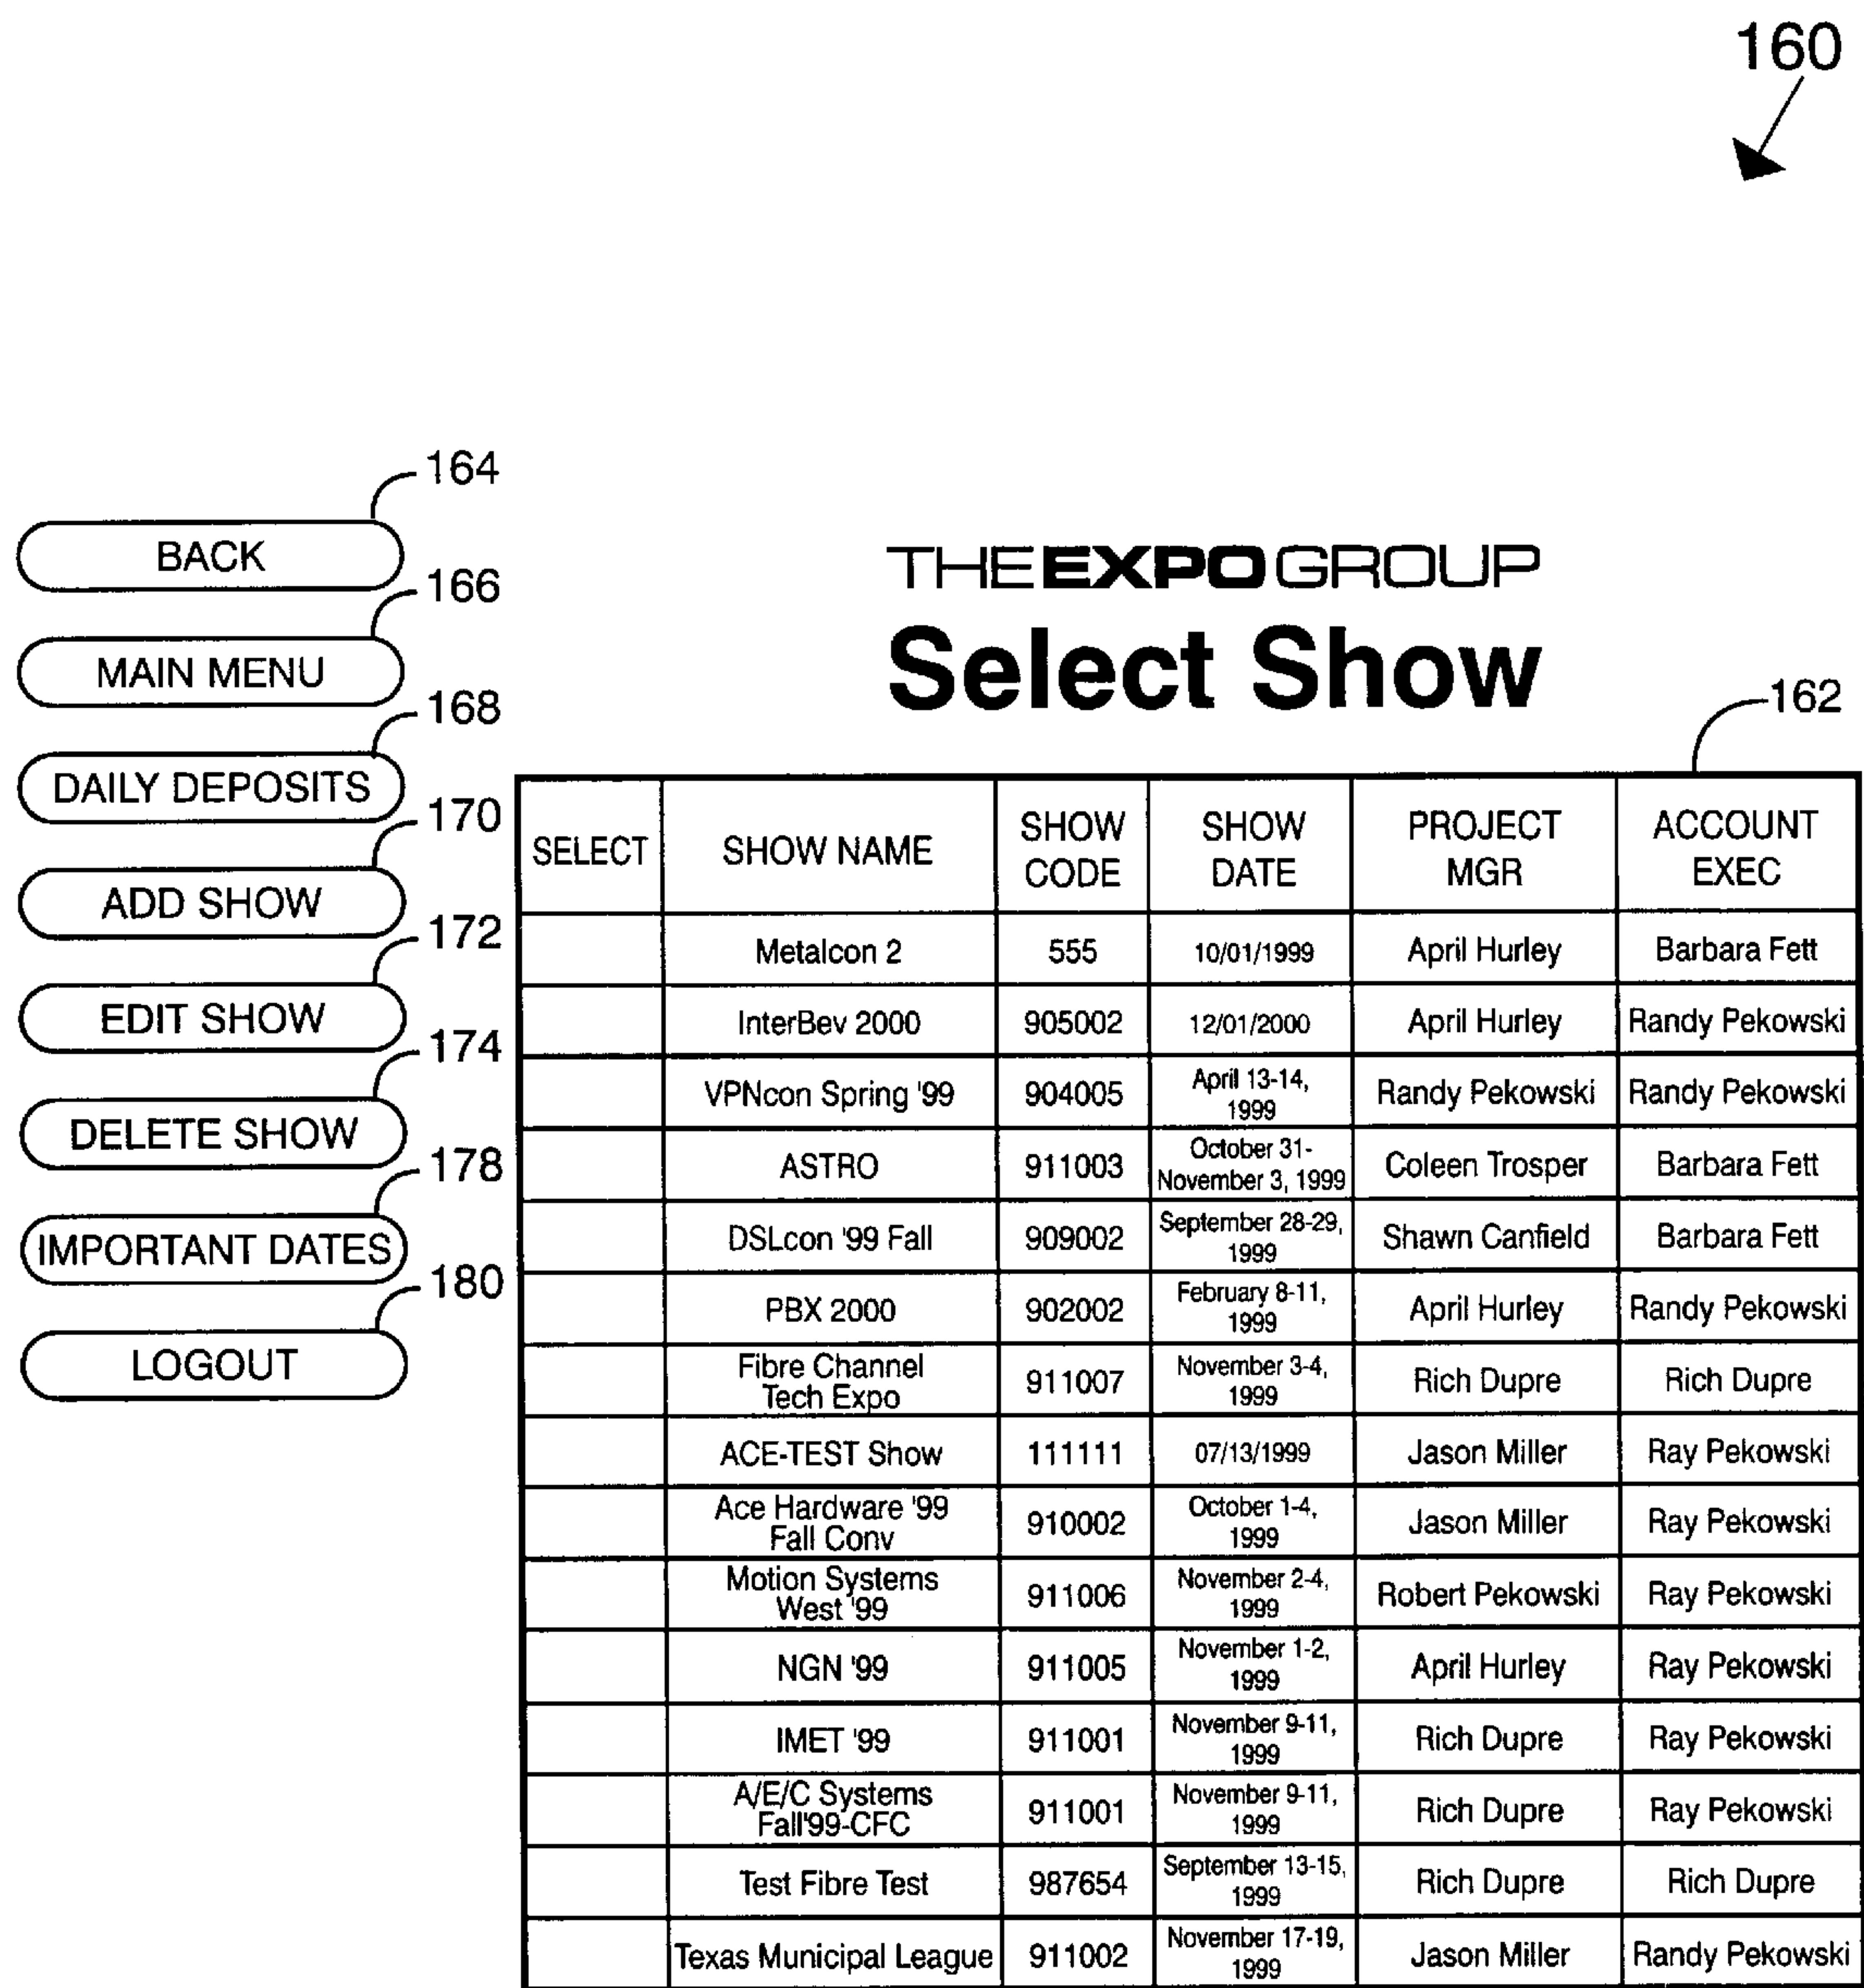 160
164
BACK
166
MAIN MENU
168
DAILY DEPOSITS
170
ADD SHOW
172
EDIT SHOW
174
DELETE SHOW
178
IMPORTANT DATES
180
LOGOUT
THE EXPO GROUP
Select Show
162
SELECT SHOW NAME SHOW CODE SHOW DATE PROJECT MGR ACCOUNT EXEC
Metalcon 2 555 10/01/1999 April Hurley Barbara Fett
InterBev 2000 905002 12/01/2000 April Hurley Randy Pekowski
VPNcon Spring '99 904005 April 13-14, 1999 Randy Pekowski Randy Pekowski
ASTRO 911003 October 31- November 3, 1999 Coleen Trosper Barbara Fett
DSLcon '99 Fall 909002 September 28-29, 1999 Shawn Canfield Barbara Fett
PBX 2000 902002 February 8-11, 1999 April Hurley Randy Pekowski
Fibre Channel Tech Expo 911007 November 3-4, 1999 Rich Dupre Rich Dupre
ACE-TEST Show 111111 07/13/1999 Jason Miller Ray Pekowski
Ace Hardware '99 Fall Conv 910002 October 1-4, 1999 Jason Miller Ray Pekowski
Motion Systems West '99 911006 November 2-4, 1999 Robert Pekowski Ray Pekowski
NGN '99 911005 November 1-2, 1999 April Hurley Ray Pekowski
IMET '99 911001 November 9-11, 1999 Rich Dupre Ray Pekowski
A/E/C Systems Fall'99-CFC 911001 November 9-11, 1999 Rich Dupre Ray Pekowski
Test Fibre Test 987654 September 13-15, 1999 Rich Dupre Rich Dupre
Texas Municipal League 911002 November 17-19, 1999 Jason Miller Randy Pekowski